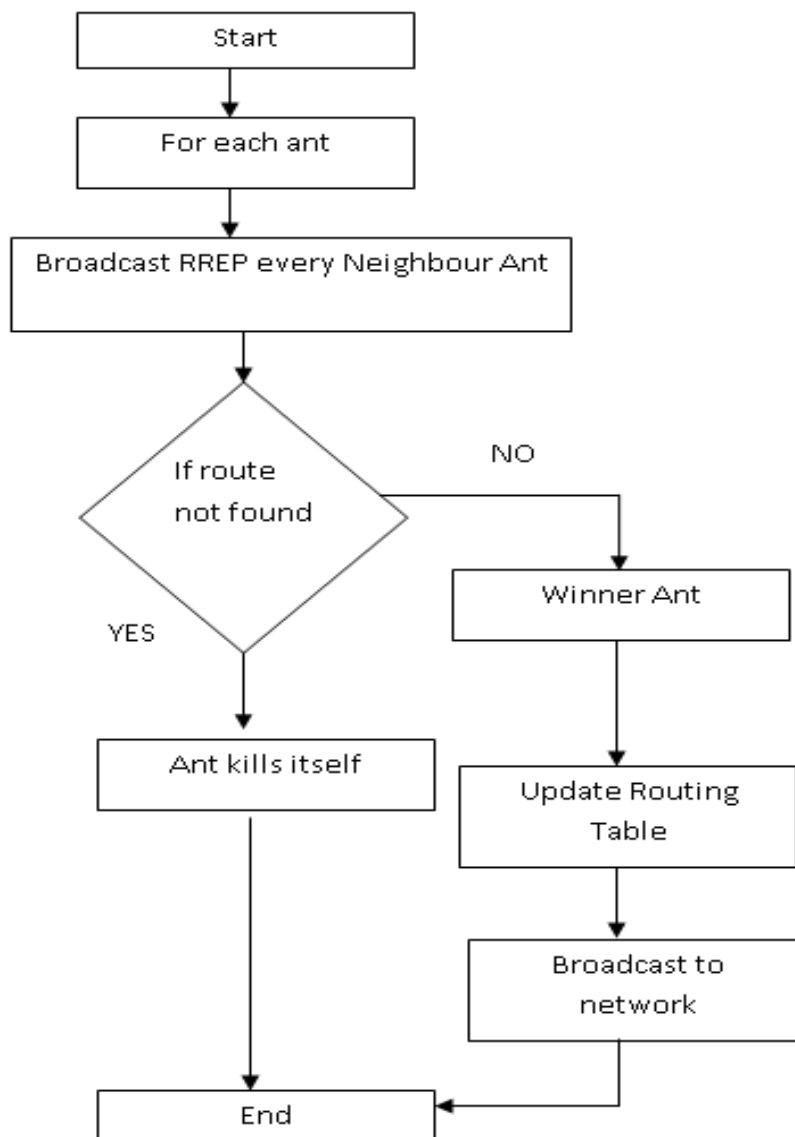 Start
For each ant
Broadcast RREP every Neighbour Ant
If route
not found
NO
YES
Winner Ant
Ant kills itself
Update Routing
Table
Broadcast to
network
End